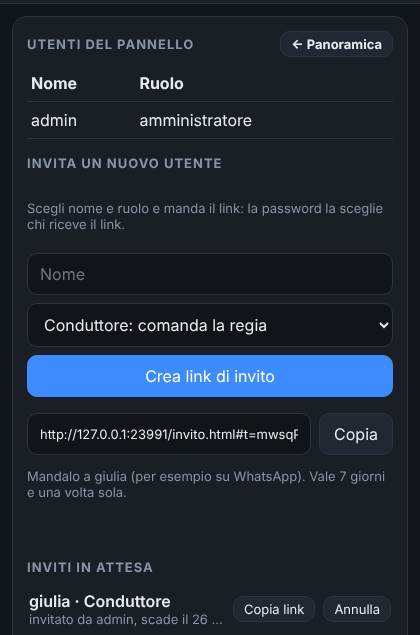 UTENTI DEL PANNELLO
← Panoramica
Nome Ruolo
admin amministratore
INVITA UN NUOVO UTENTE
Scegli nome e ruolo e manda il link: la password la sceglie
chi riceve il link.
Nome
Conduttore: comanda la regia
Crea link di invito
http://127.0.0.1:23991/invito.html#t=mwsqF
Copia
Mandalo a giulia (per esempio su WhatsApp). Vale 7 giorni
e una volta sola.
INVITI IN ATTESA
giulia · Conduttore
invitato da admin, scade il 26 ...
Copia link
Annulla